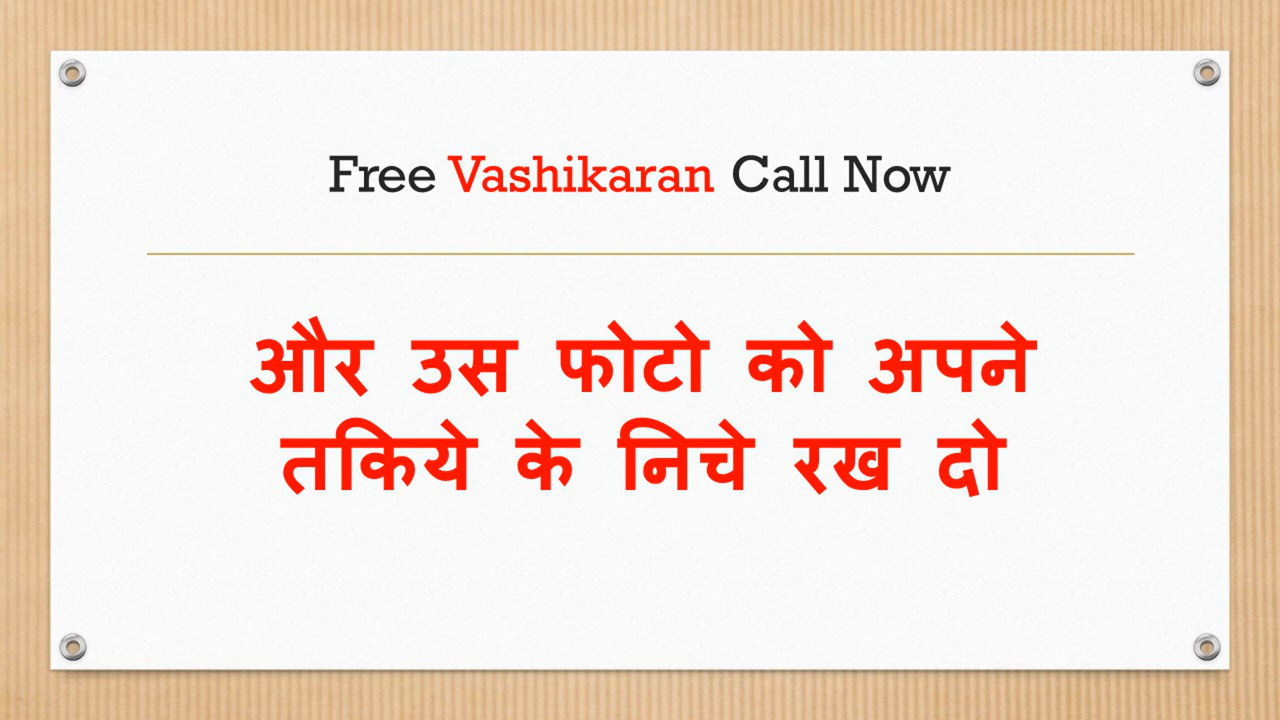 Free Vashikaran Call Now
और उस फोटो को अपने
तकिये के निचे रख दो